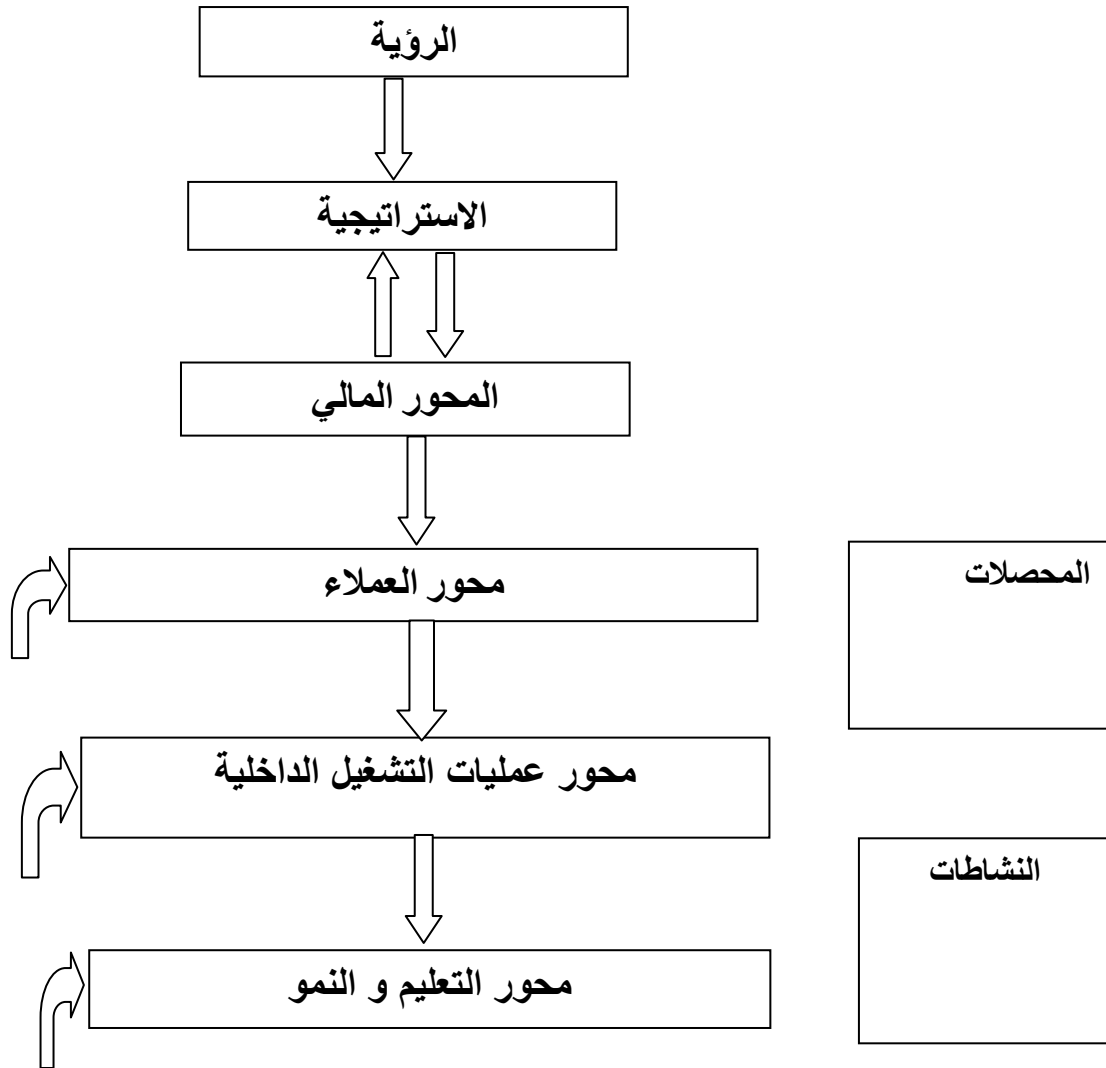 الرؤية
الاستراتيجية
المحور المالي
محور العملاء
المحصلات
محور عمليات التشغيل الداخلية
النشاطات
محور التعليم و النمو